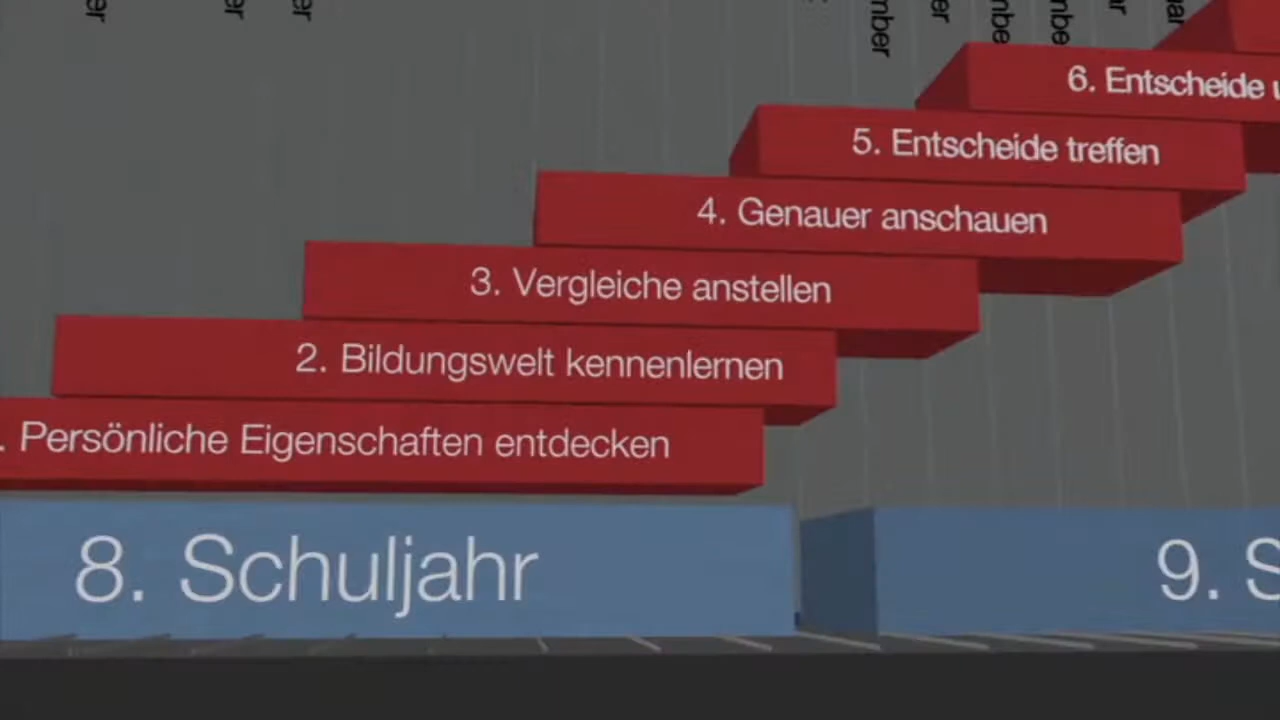 mber
6. Entscheide
5. Entscheide treffen
4. Genauer anschauen
3. Vergleiche anstellen
2. Bildungswelt kennenlernen
. Persönliche Eigenschaften entdecken
8. Schuljahr
9. S